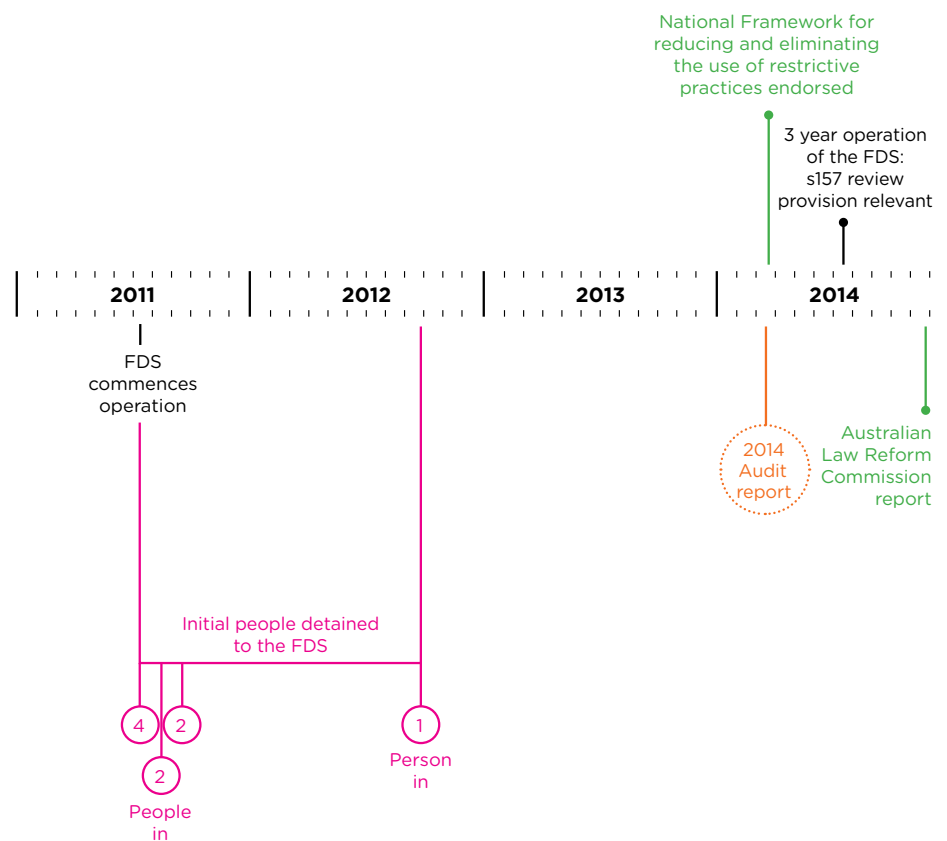 National Framework for
reducing and eliminating
the use of restrictive
practices endorsed
3 year operation
of the FDS:
s157 review
provision relevant
2011
2012
2013
2014
FDS
commences
operation
2014
Audit
report
Australian
Law Reform
Commission
report
Initial people detained
to the FDS
4
2
1
2
Person
in
People
in